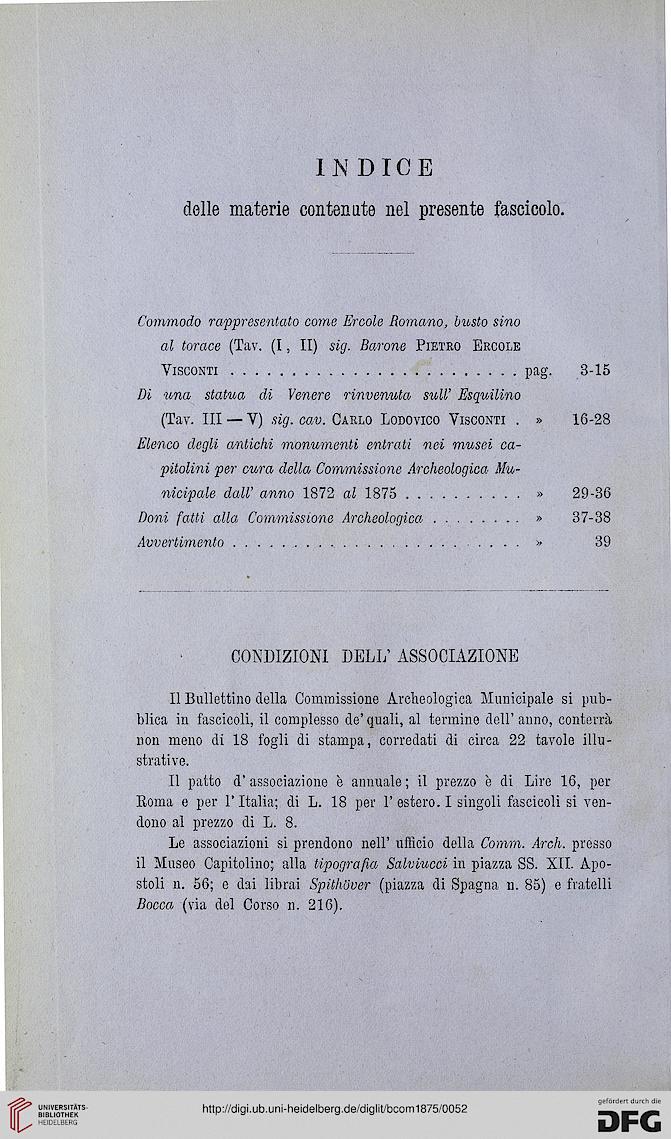 INDICE
delle materie contenute nel presente fascicolo.
Commodo rappresentato come Ercole Romano, busto sino
al torace (Tav. (I, II) sig. Barone PIETRO ERCOLE
VISCONTI . . . . . . . . . . . . . . . . . . . . . . . . pag. 3-15
Di una statua di Venere rinvenuta sull' Esquilino
(Tav. III — V) sig. cav. CARLO LODOVICO VISCONTI . » 16-28
Elenco degli antichi monumenti entrati nei musei ca-
pitolini per cura della Commissione Archeologica Mu-
nicipale dall' anno 1872 al 1875 . . . . . . . . . . » 29-36
Doni fatti alla Commissione Archeologica . . . . . . . . » 37-38
Avvertimento . . . . . . . . . . . . . . . . . . . . . . . . » 39
CONDIZIONI DELL' ASSOCIAZIONE
Il Bullettino della Commissione Archeologica Municipale si pub-
blica in fascicoli, il complesso de' quali, al termine dell' anno, conterrà
non meno di 18 fogli di stampa, corredati di circa 22 tavole illu-
strative.
Il patto d' associazione è annuale; il prezzo è di Lire 16, per
Roma e per l' Italia; di L. 18 per l' estero. I singoli fascicoli si ven-
dono al prezzo di L. 8.
Le associazioni si prendono nell' ufficio della Comm. Arch. presso
il Museo Capitolino; alla tipografia Salviucci in piazza SS. XII. Apo-
stoli n. 56; e dai librai Spithöver (piazza di Spagna n. 85) e fratelli
Bocca (via del Corso n. 216).
UNIVERSITÄTS-
BIBLIOTHEK
HEIDELBERG
http://digi.ub.uni-heidelberg.de/diglit/bcom1875/0052
gefördert durch die
DFG